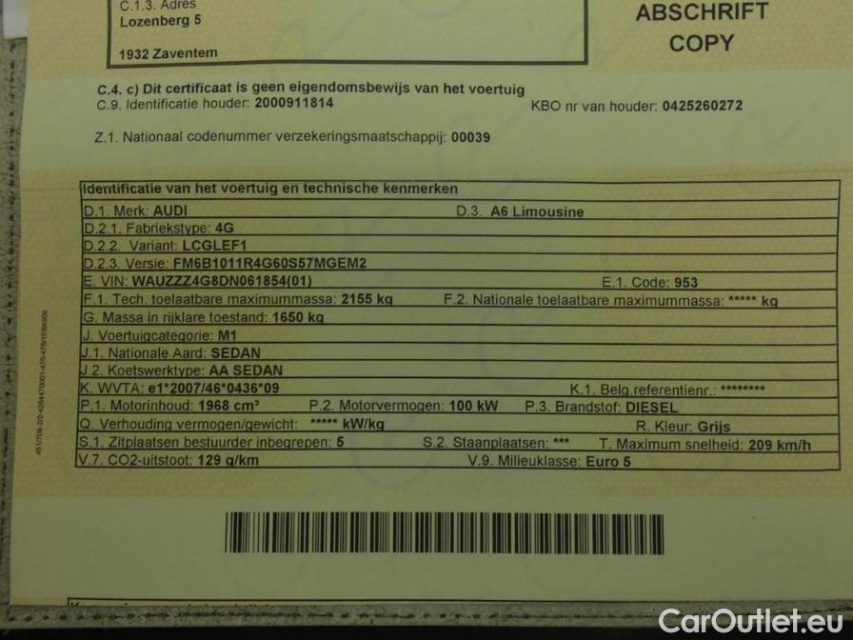 C.1.3. Adres
Lozenberg 5
1932 Zaventem
ABSCHRIFT
COPY
C.4. c) Dit certificaat is geen eigendomsbewijs van het voertuig
C.9. Identificatie houder: 2000911814 KBO nr van houder: 0425260272
Z.1. Nationaal codenummer verzekeringsmaatschappij: 00039
Identificatie van het voertuig en technische kenmerken
D.1. Merk: AUDI D.3. A6 Limousine
D.2.1. Fabriekstype: 4G
D.2.2. Variant: LCGLEF1
D.2.3. Versie: FM6B1011R4G60S57MGEM2
E. VIN: WAUZZZ4G8DN061854(01) E.1. Code: 953
F.1. Tech. toelaatbare maximummassa: 2155 kg F.2. Nationale toelaatbare maximummassa: ***** kg
G. Massa in rijklare toestand: 1650 kg
J. Voertuigcategorie: M1
J.1. Nationale Aard: SEDAN
J.2. Koetswerktype: AA SEDAN
K. WVTA: e1*2007/46*0436*09 K.1. Belg.referentienr.: ********
P.1. Motorinhoud: 1968 cm³ P.2. Motorvermogen: 100 kW P.3. Brandstof: DIESEL
Q. Verhouding vermogen/gewicht: ***** kW/kg R. Kleur: Grijs
S.1. Zitplaatsen bestuurder inbegrepen: 5 S.2. Staanplaatsen: *** T. Maximum snelheid: 209 km/h
V.7. CO2-uitstoot: 129 g/km V.9. Milieuklasse: Euro 5
CarOutlet.eu